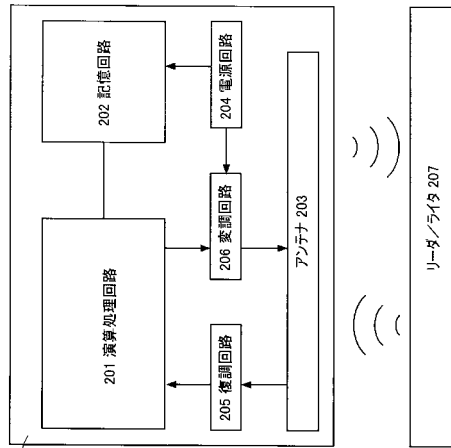 201 演算処理回路
202 記憶回路
205 復調回路
206 変調回路
204 電源回路
アンテナ 203
リーダ/ライタ 207